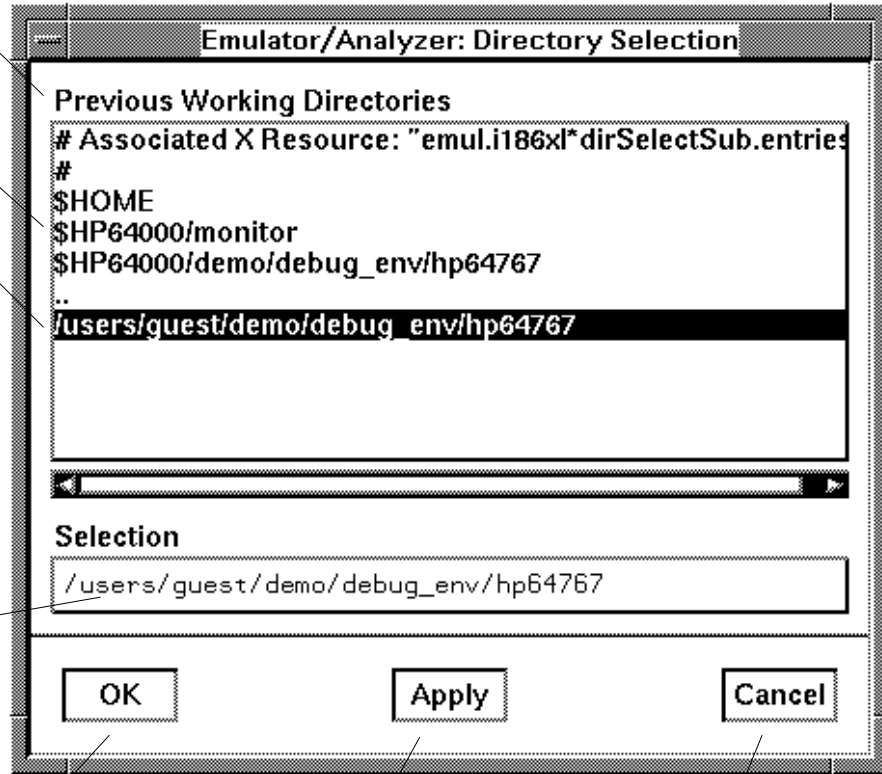 Emulator/Analyzer: Directory Selection
Previous Working Directories
# Associated X Resource: "emul.i186xl*dirSelectSub.entries
#
$HOME
$HP64000/monitor
$HP64000/demo/debug_env/hp64767
..
/users/guest/demo/debug_env/hp64767
Selection
/users/guest/demo/debug_env/hp64767
OK
Apply
Cancel